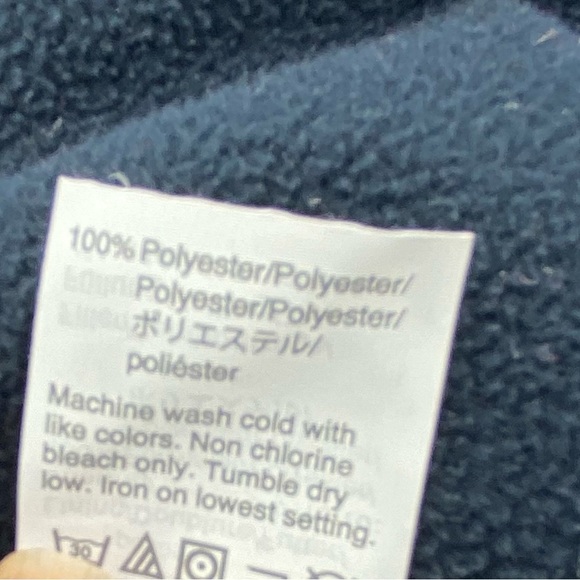 100% Polyester/Polyester/
Polyester/Polyester/
ポリエステル/
poliéster
Machine wash cold with
like colors. Non chlorine
bleach only. Tumble dry
low. Iron on lowest setting.
30